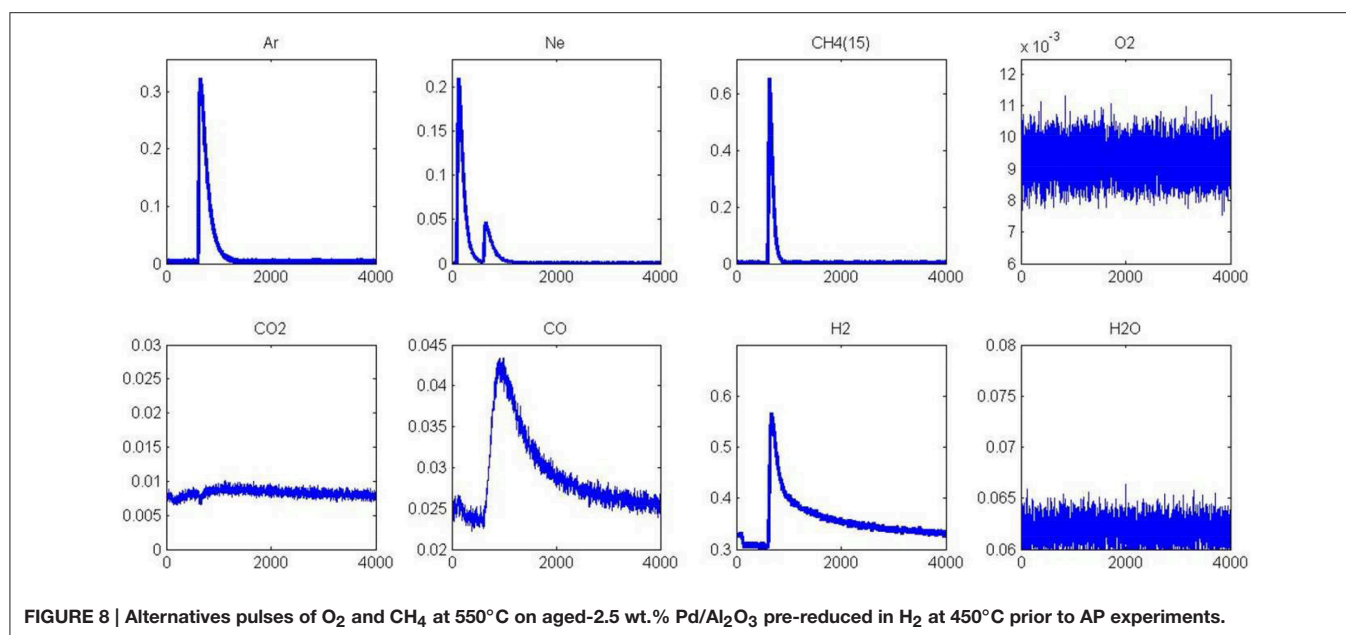 Ar
0.3
0.2
0.1
0
0 2000 4000
Ne
0.2
0.15
0.1
0.05
0
0 2000 4000
CH4(15)
0.6
0.4
0.2
0
0 2000 4000
O2
x 10⁻³
12
11
10
9
8
7
6
0 2000 4000
CO2
0.03
0.025
0.02
0.015
0.01
0.005
0
0 2000 4000
CO
0.045
0.04
0.035
0.03
0.025
0.02
0 2000 4000
H2
0.6
0.5
0.4
0.3
0 2000 4000
H2O
0.08
0.075
0.07
0.065
0.06
0 2000 4000
FIGURE 8 | Alternatives pulses of O₂ and CH₄ at 550°C on aged-2.5 wt.% Pd/Al₂O₃ pre-reduced in H₂ at 450°C prior to AP experiments.